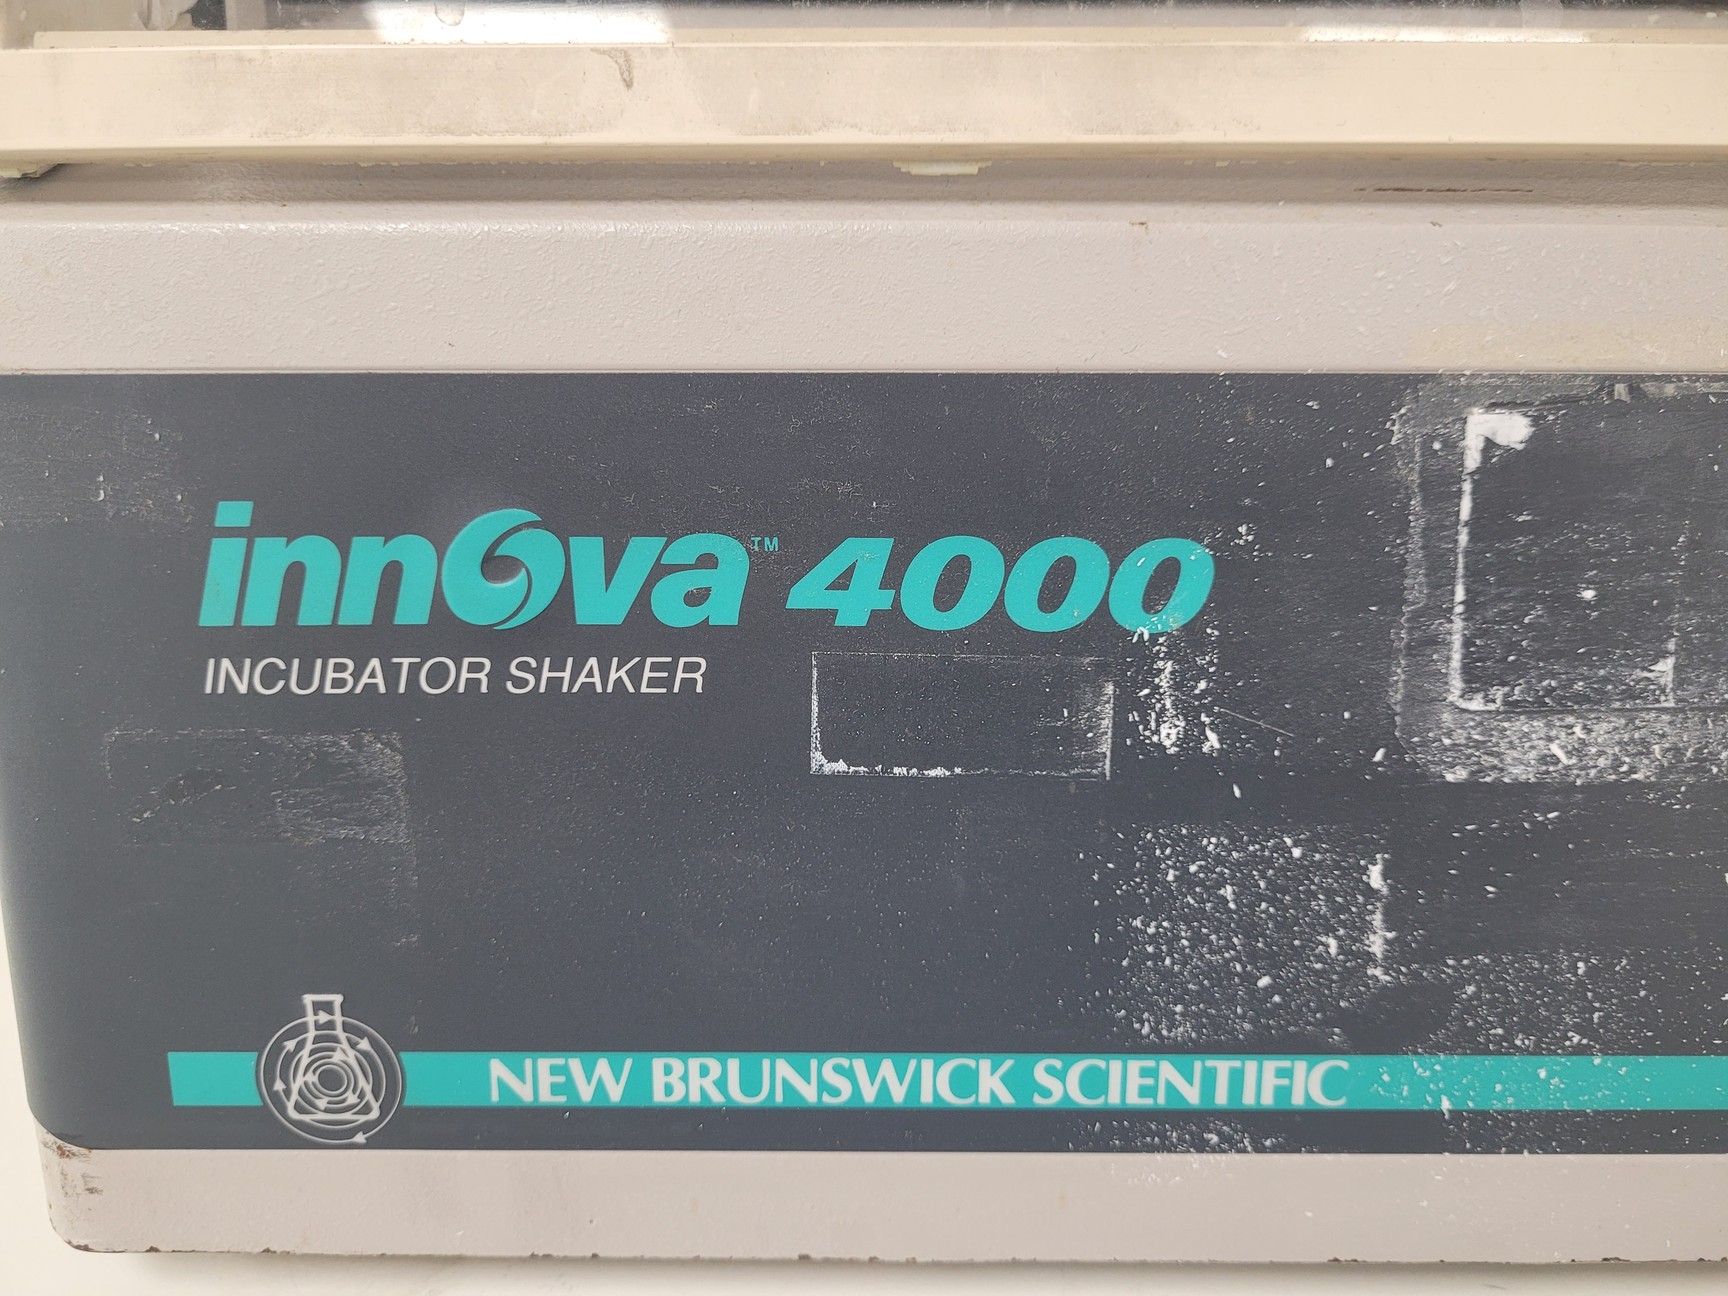 innova™ 4000
INCUBATOR SHAKER
NEW BRUNSWICK SCIENTIFIC